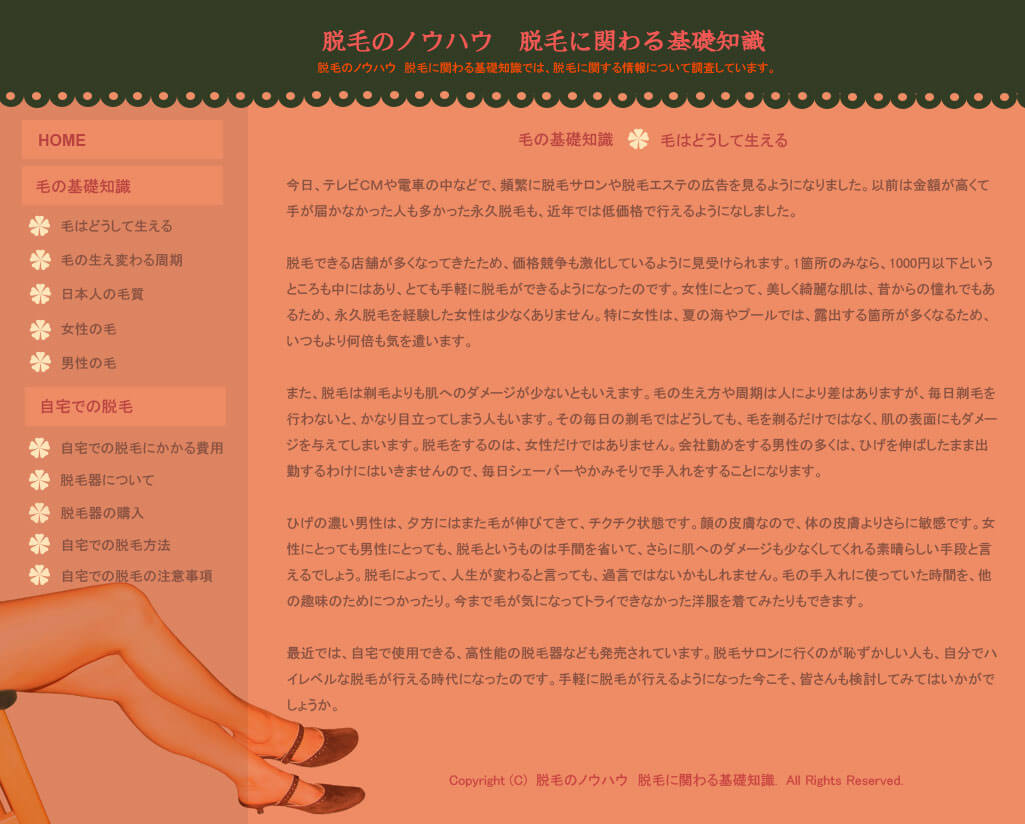 脱毛のノウハウ　脱毛に関わる基礎知識
脱毛のノウハウ　脱毛に関わる基礎知識では、脱毛に関する情報について調査しています。
HOME
毛の基礎知識
毛はどうして生える
毛の生え変わる周期
日本人の毛質
女性の毛
男性の毛
自宅での脱毛
自宅での脱毛にかかる費用
脱毛器について
脱毛器の購入
自宅での脱毛方法
自宅での脱毛の注意事項
毛の基礎知識　毛はどうして生える
今日、テレビCMや電車の中などで、頻繁に脱毛サロンや脱毛エステの広告を見るようになりました。以前は金額が高くて
手が届かなかった人も多かった永久脱毛も、近年では低価格で行えるようになしました。
脱毛できる店舗が多くなってきたため、価格競争も激化しているように見受けられます。1箇所のみなら、1000円以下という
ところも中にはあり、とても手軽に脱毛ができるようになったのです。女性にとって、美しく綺麗な肌は、昔からの憧れでもあ
るため、永久脱毛を経験した女性は少なくありません。特に女性は、夏の海やプールでは、露出する箇所が多くなるため、
いつもより何倍も気を遣います。
また、脱毛は剃毛よりも肌へのダメージが少ないともいえます。毛の生え方や周期は人により差はありますが、毎日剃毛を
行わないと、かなり目立ってしまう人もいます。その毎日の剃毛ではどうしても、毛を剃るだけではなく、肌の表面にもダメー
ジを与えてしまいます。脱毛をするのは、女性だけではありません。会社勤めをする男性の多くは、ひげを伸ばしたまま出
勤するわけにはいきませんので、毎日シェーバーやかみそりで手入れをすることになります。
ひげの濃い男性は、夕方にはまた毛が伸びてきて、チクチク状態です。顔の皮膚なので、体の皮膚よりさらに敏感です。女
性にとっても男性にとっても、脱毛というものは手間を省いて、さらに肌へのダメージも少なくしてくれる素晴らしい手段と言
えるでしょう。脱毛によって、人生が変わると言っても、過言ではないかもしれません。毛の手入れに使っていた時間を、他
の趣味のためにつかったり。今まで毛が気になってトライできなかった洋服を着てみたりもできます。
最近では、自宅で使用できる、高性能の脱毛器なども発売されています。脱毛サロンに行くのが恥ずかしい人も、自分でハ
イレベルな脱毛が行える時代になったのです。手軽に脱毛が行えるようになった今こそ、皆さんも検討してみてはいかがで
しょうか。
Copyright (C) 脱毛のノウハウ　脱毛に関わる基礎知識. All Rights Reserved.